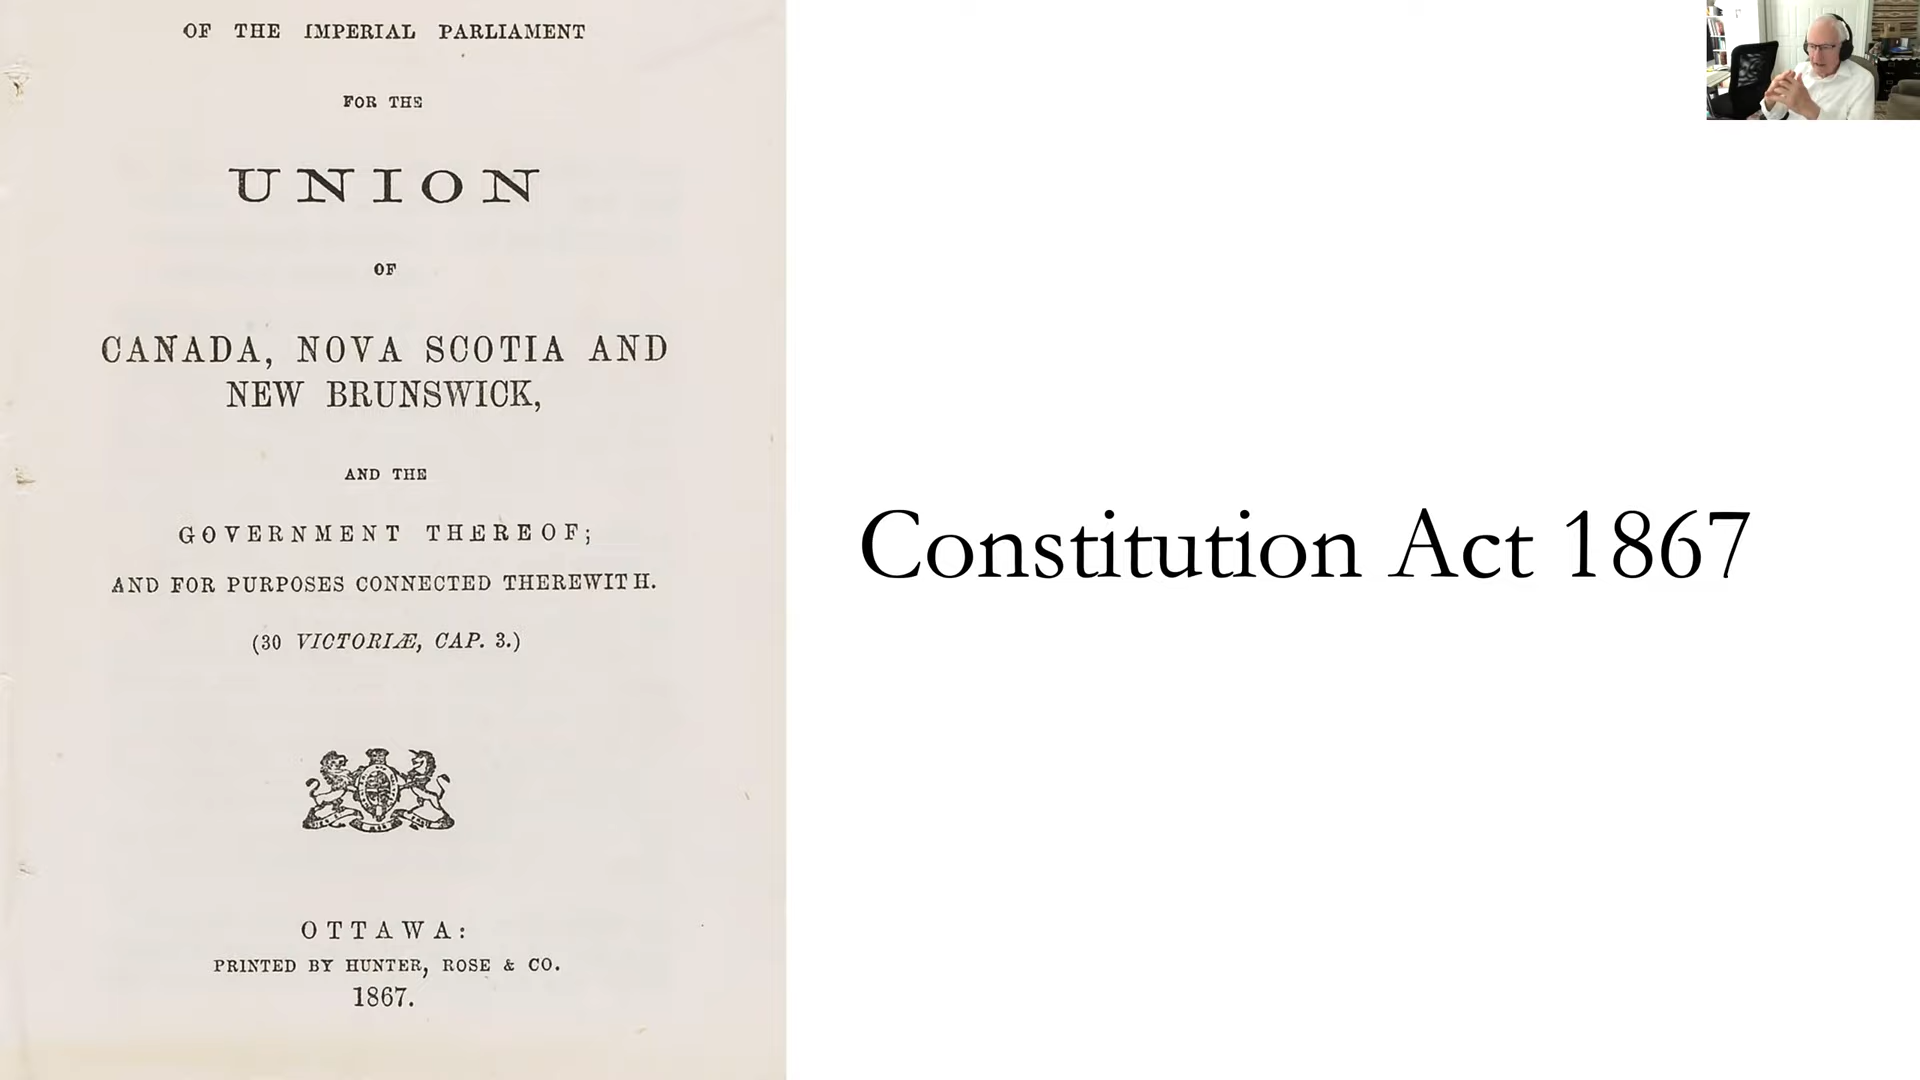 OF THE IMPERIAL PARLIAMENT
FOR THE
UNION
OF
CANADA, NOVA SCOTIA AND
NEW BRUNSWICK,
AND THE
GOVERNMENT THEREOF;
AND FOR PURPOSES CONNECTED THEREWITH.
(30 VICTORIÆ, CAP. 3.)
OTTAWA:
PRINTED BY HUNTER, ROSE & CO.
1867.
Constitution Act 1867